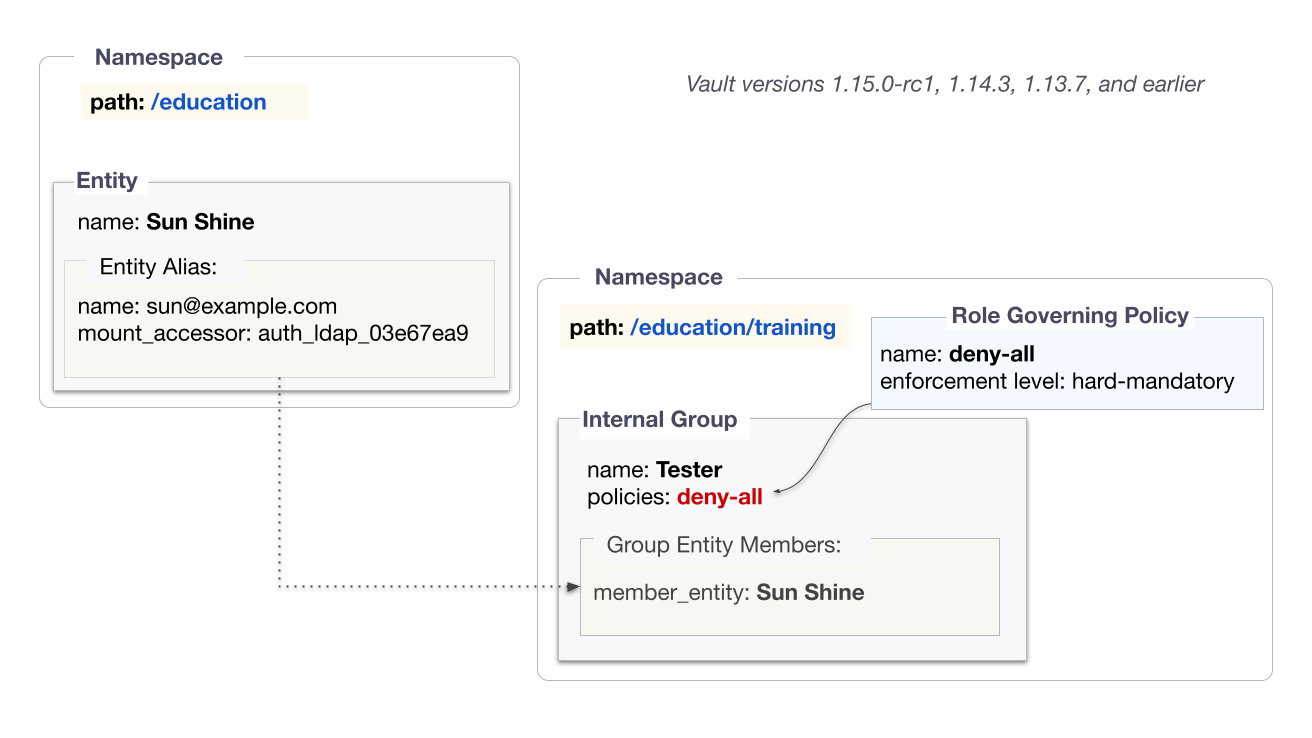 Namespace
path: /education
Vault versions 1.15.0-rc1, 1.14.3, 1.13.7, and earlier
Entity
name: Sun Shine
Entity Alias:
name: sun@example.com
mount_accessor: auth_ldap_03e67ea9
Namespace
path: /education/training
Role Governing Policy
name: deny-all
enforcement level: hard-mandatory
Internal Group
name: Tester
policies: deny-all
Group Entity Members:
member_entity: Sun Shine